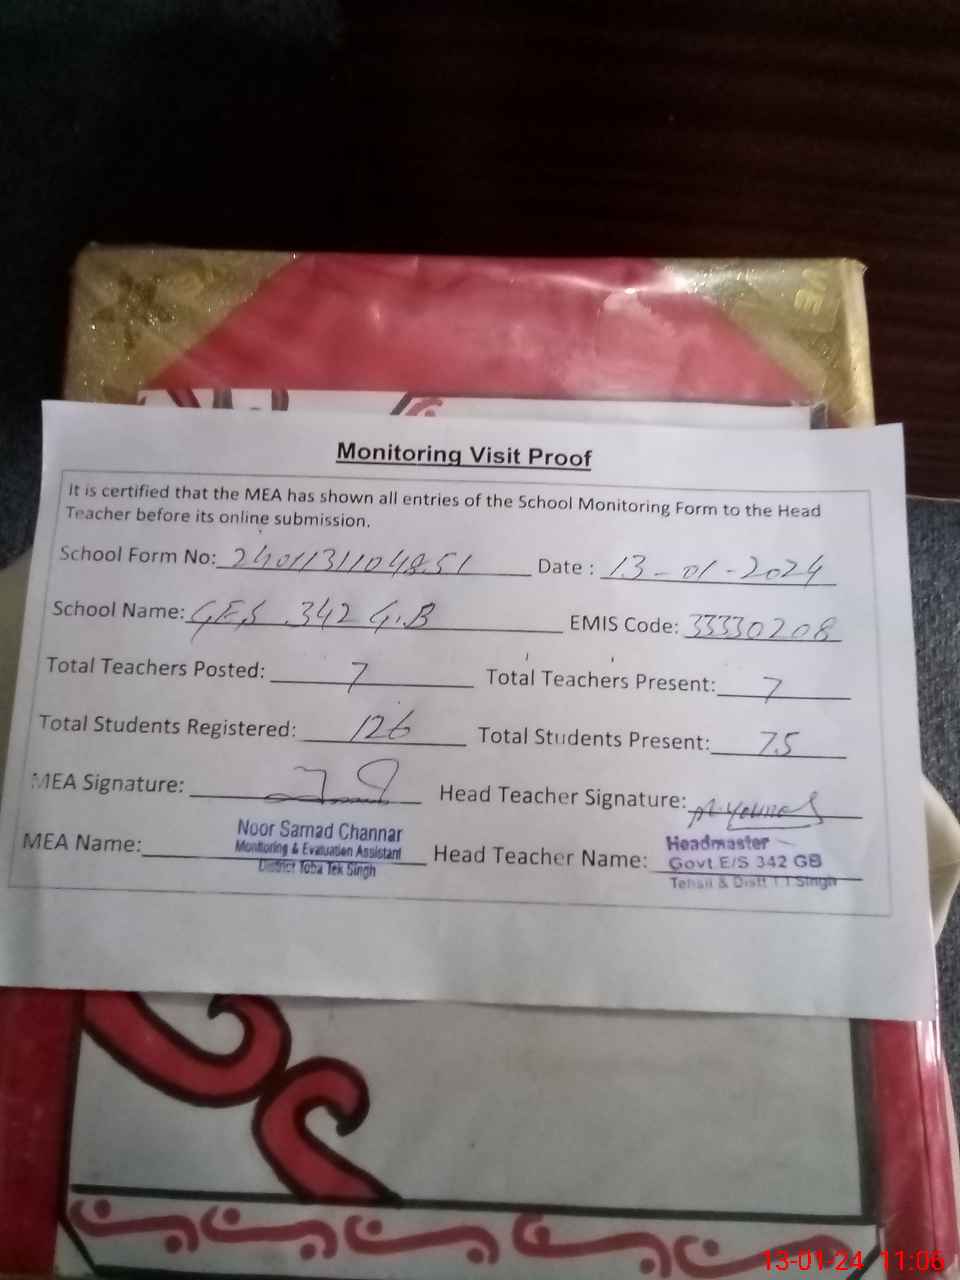 VE
Monitoring Visit Proof
It is certified that the MEA has shown all entries of the School Monitoring Form to the Head
Teacher before its online submission.
School Form No: 2401131104851 Date : 13-01-2024
School Name: GES 342 G.B EMIS Code: 33330208
Total Teachers Posted: 7 Total Teachers Present: 7
Total Students Registered: 126 Total Students Present: 75
MEA Signature: Head Teacher Signature:
MEA Name: Noor Samad Channar
Monitoring & Evaluation Assistant
District Toba Tek Singh
Head Teacher Name: Headmaster
Govt E/S 342 GB
Tehsil & Distt T T Singh
13-01-24 11:06